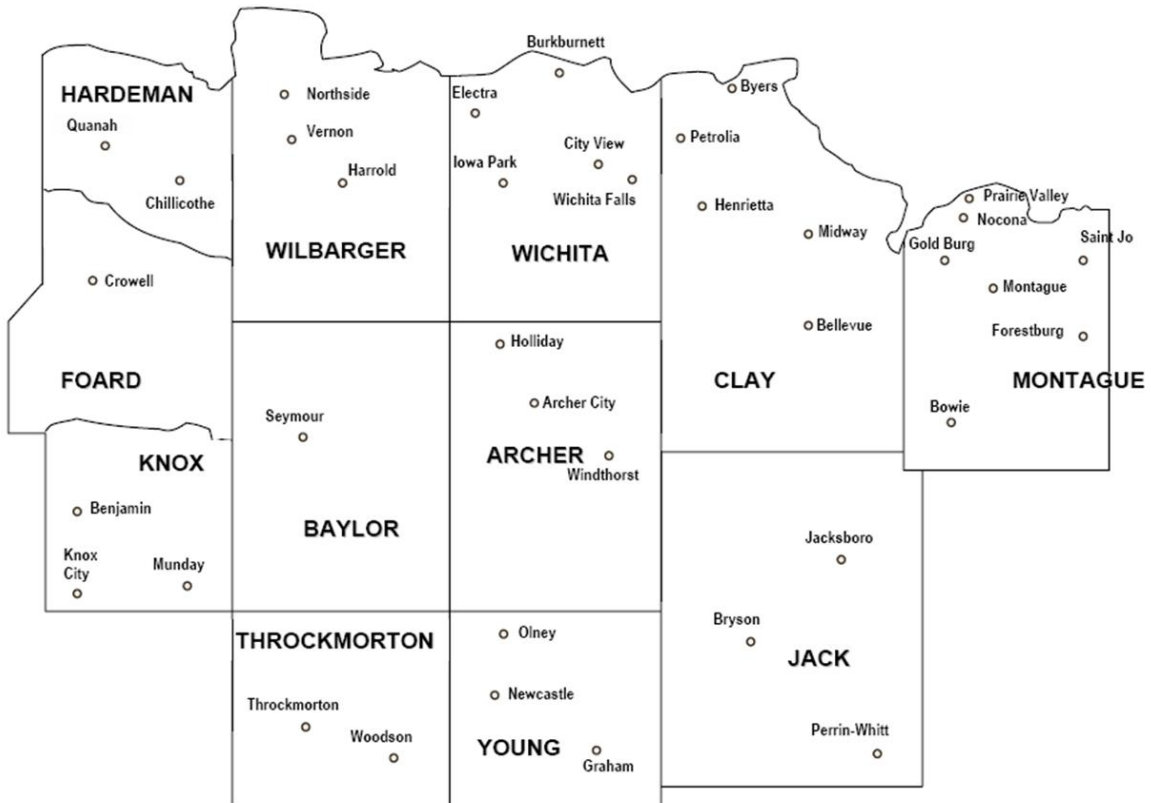 Burkburnett
HARDEMAN
Quanah
Chillicothe
Northside
Vernon
Harrold
WILBARGER
Electra
City View
Iowa Park
Wichita Falls
WICHITA
Byers
Petrolia
Henrietta
Midway
Bellevue
CLAY
Prairie Valley
Nocona
Gold Burg
Saint Jo
Montague
Forestburg
MONTAGUE
Bowie
Crowell
FOARD
KNOX
Benjamin
Knox
City
Munday
Seymour
BAYLOR
Holliday
Archer City
ARCHER
Windthorst
Jacksboro
Bryson
JACK
Perrin-Whitt
THROCKMORTON
Throckmorton
Woodson
Olney
Newcastle
YOUNG
Graham